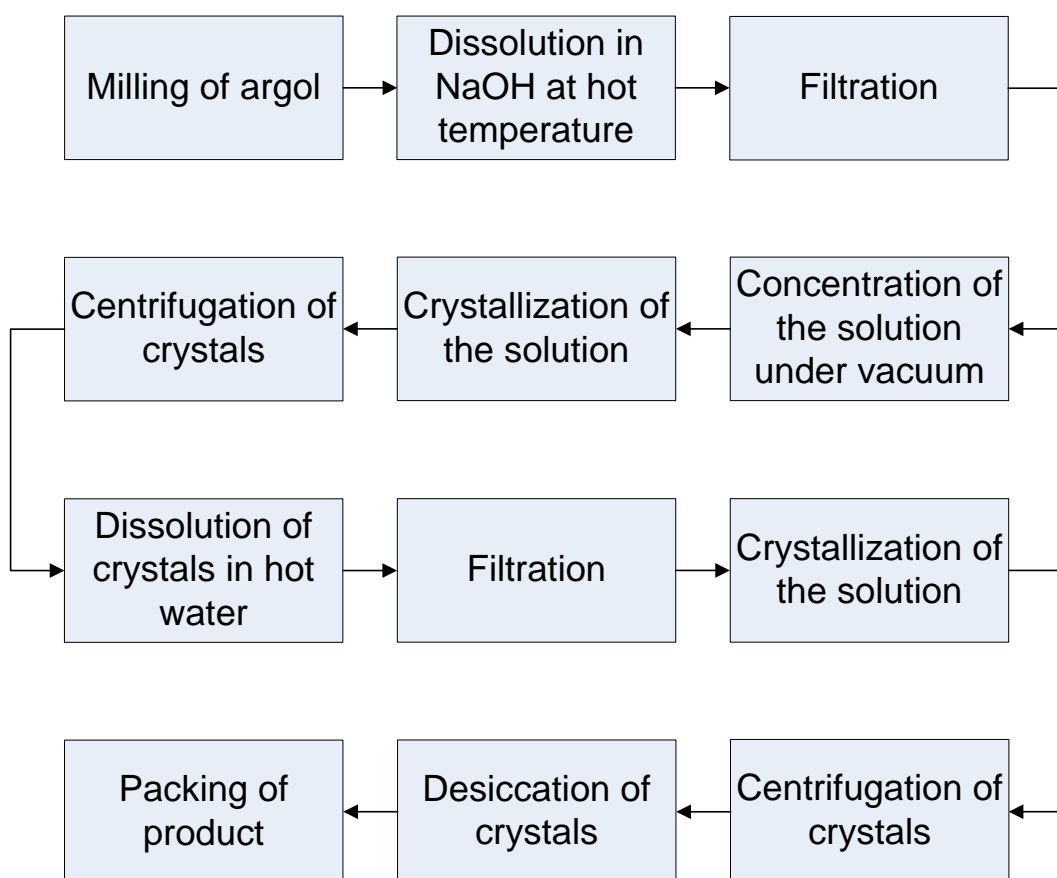 Milling of argol
Dissolution in
NaOH at hot
temperature
Filtration
Concentration of
the solution
under vacuum
Crystallization of
the solution
Centrifugation of
crystals
Dissolution of
crystals in hot
water
Filtration
Crystallization of
the solution
Centrifugation of
crystals
Desiccation of
crystals
Packing of
product